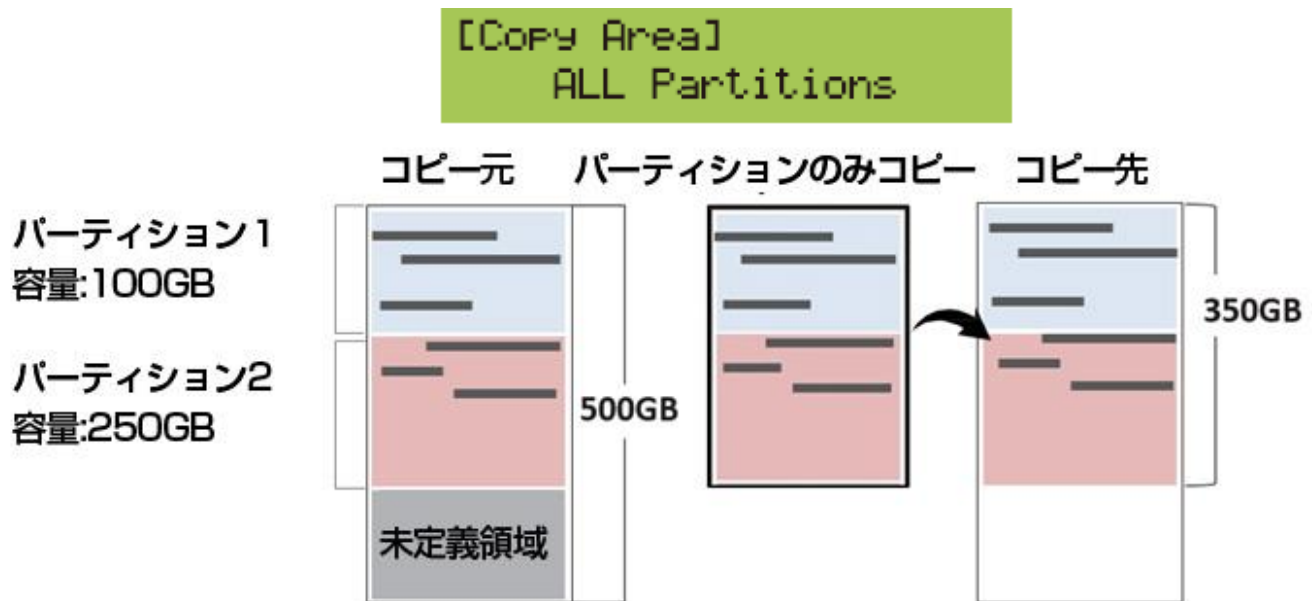 [Copy Area]
ALL Partitions
コピー元
パーティションのみコピー
コピー先
パーティション1
容量:100GB
パーティション2
容量:250GB
500GB
350GB
未定義領域